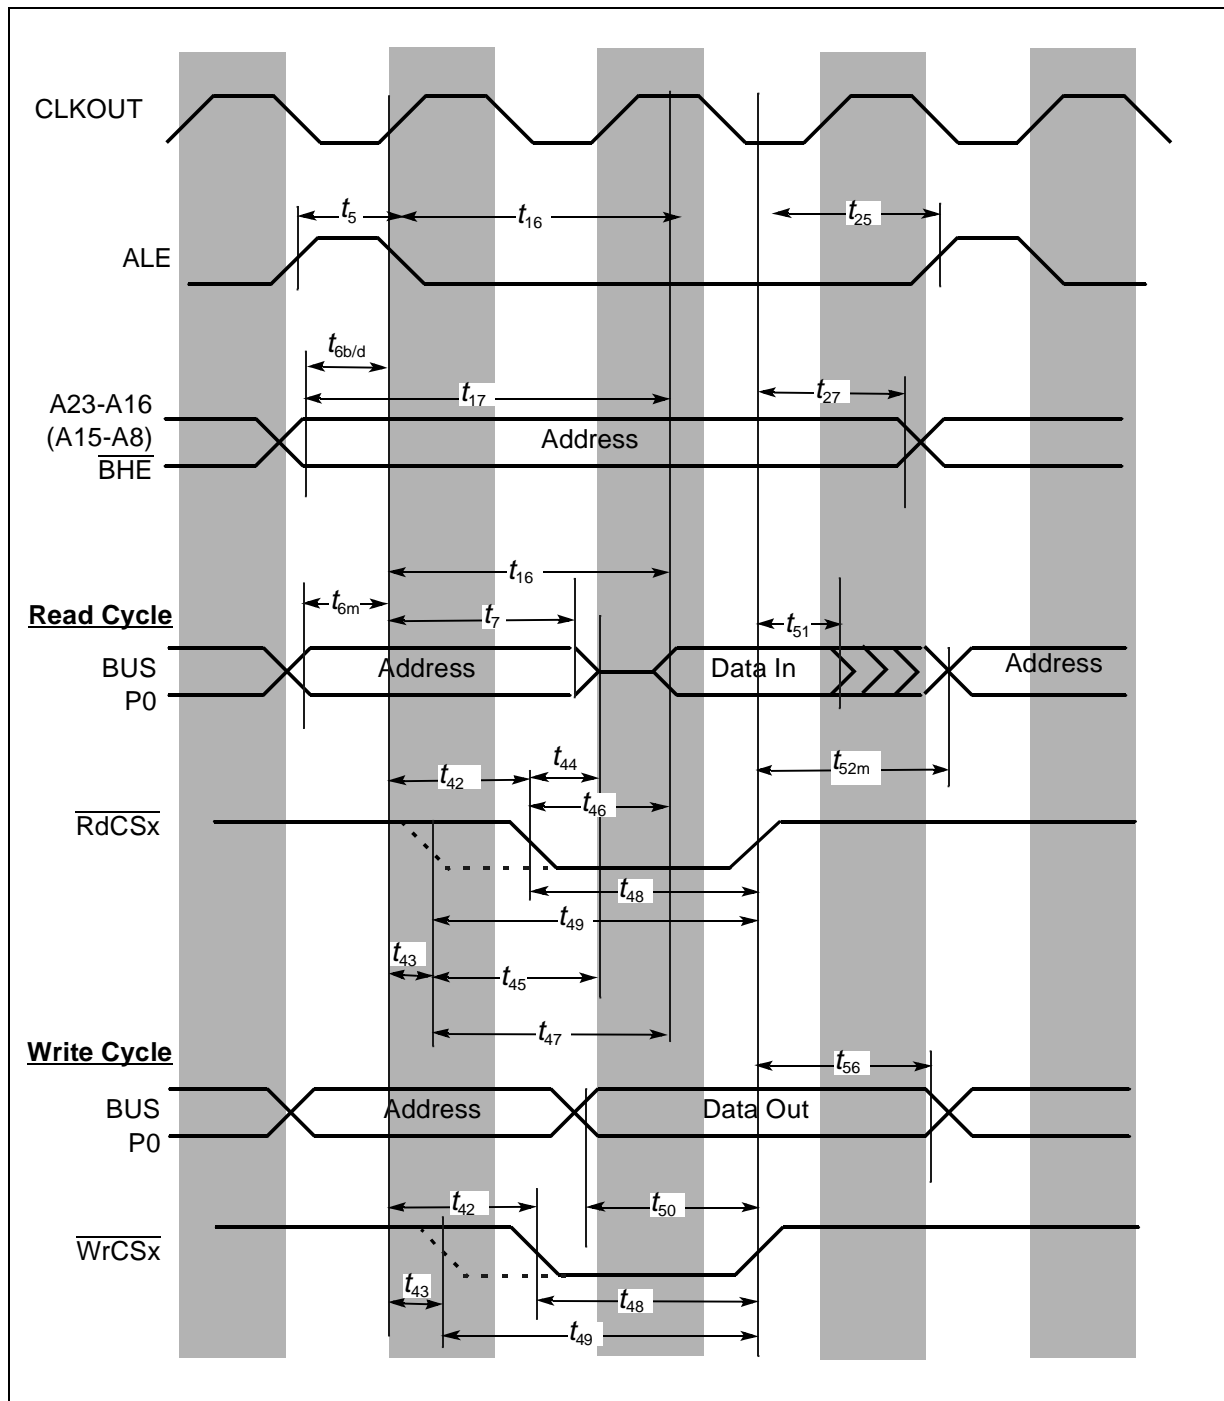 CLKOUT
t5
t16
t25
ALE
t6b/d
t17
t27
A23-A16
(A15-A8)
BHE
Address
t16
t6m
t7
t51
Read Cycle
BUS
P0
Address
Data In
Address
t44
t42
t52m
t46
RdCSx
t48
t49
t43
t45
t47
Write Cycle
t56
BUS
P0
Address
Data Out
t42
t50
WrCSx
t43
t48
t49